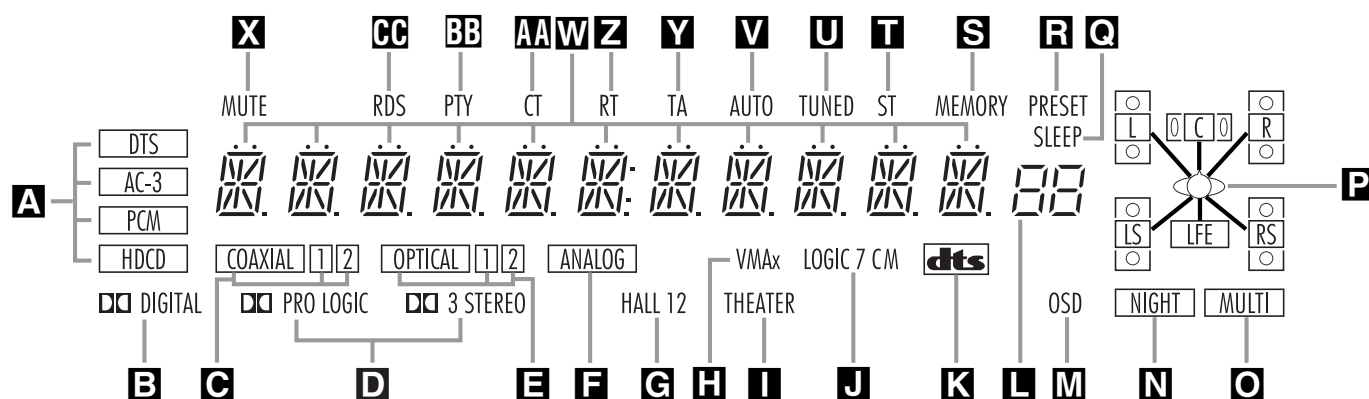 X CC BB AA W Z Y V U T S R Q
MUTE RDS PTY CT RT TA AUTO TUNED ST MEMORY PRESET
SLEEP
L C R
DTS
AC-3
PCM
HDCD
A
P
LS LFE RS
COAXIAL 1 2 OPTICAL 1 2 ANALOG VMAx LOGIC 7 CM dts
DIGITAL PRO LOGIC 3 STEREO HALL 12 THEATER OSD NIGHT MULTI
B C D E F G H I J K L M N O